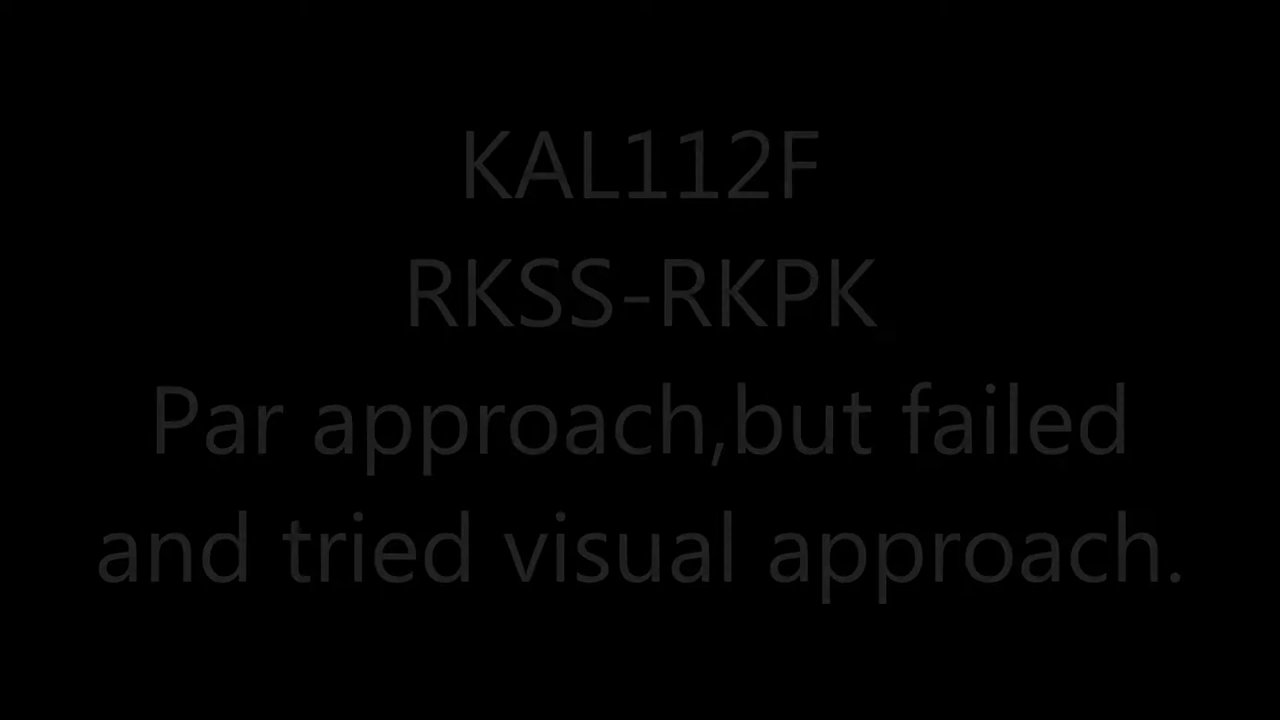 KAL112F
RKSS-RKPK
Par approach,but failed
and tried visual approach.